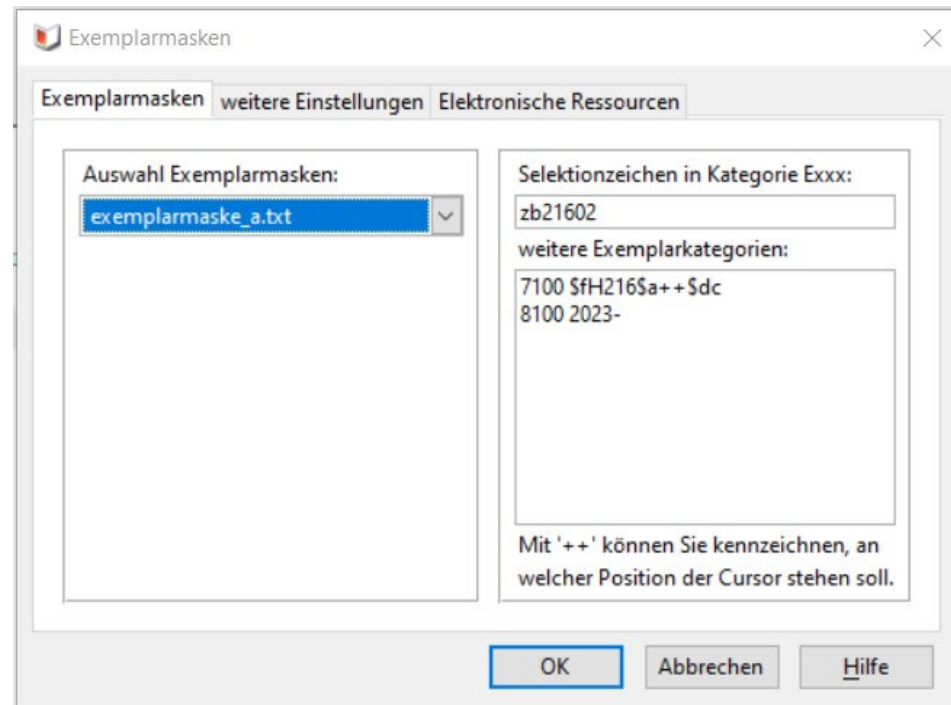 Exemplarmasken
Exemplarmasken
weitere Einstellungen
Elektronische Ressourcen
Auswahl Exemplarmasken:
exemplarmaske_a.txt
Selektionzeichen in Kategorie Exxx:
zb21602
weitere Exemplarkategorien:
7100 $fH216$a++$dc
8100 2023-
Mit '++' können Sie kennzeichnen, an
welcher Position der Cursor stehen soll.
OK
Abbrechen
Hilfe